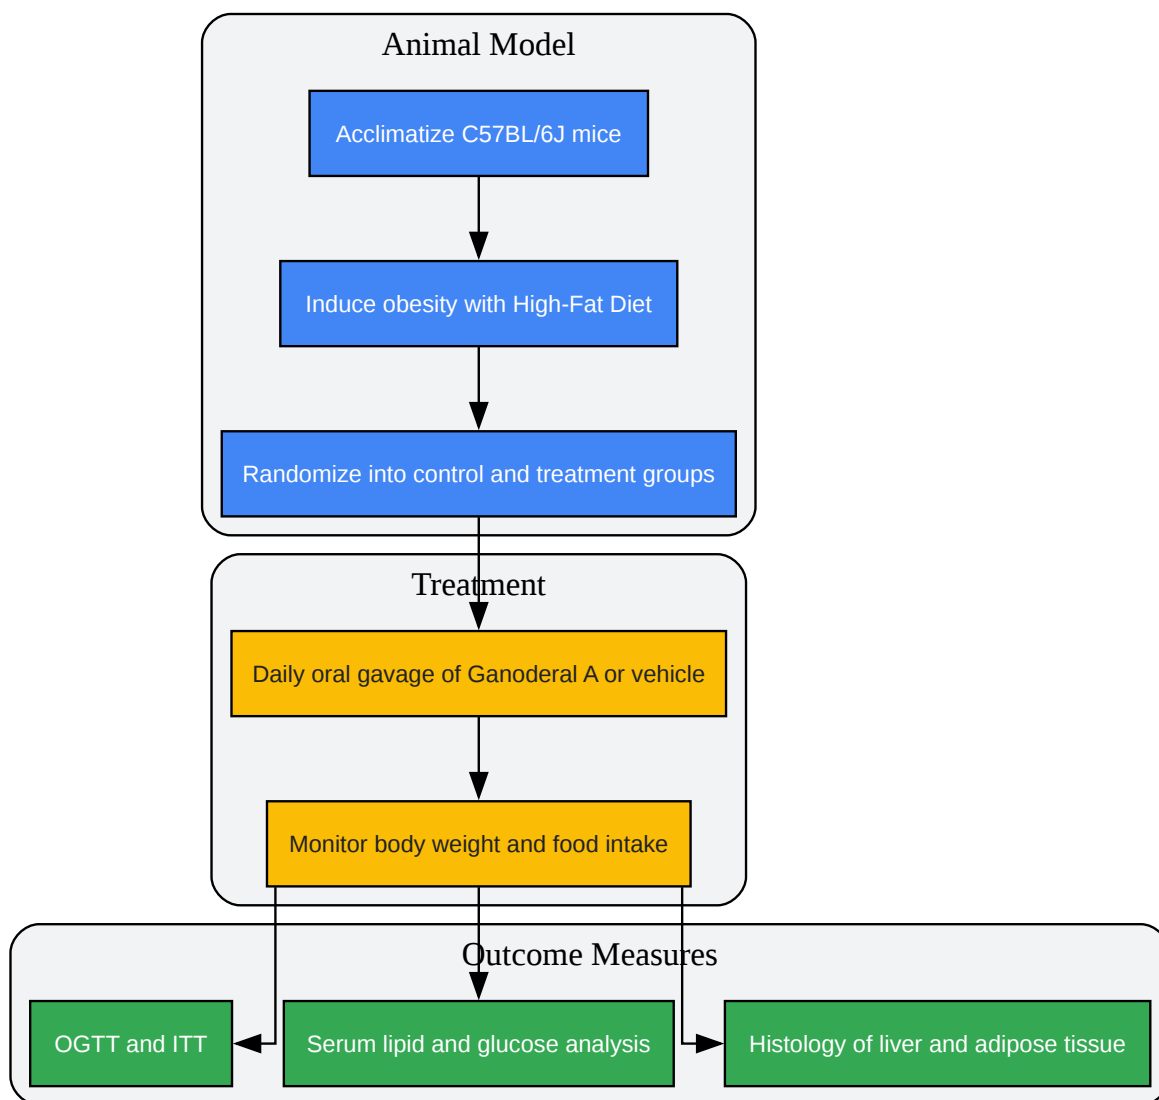 Animal Model
Acclimatize C57BL/6J mice
Induce obesity with High-Fat Diet
Randomize into control and treatment groups
Treatment
Daily oral gavage of Ganoderal A or vehicle
Monitor body weight and food intake
Outcome Measures
OGTT and ITT
Serum lipid and glucose analysis
Histology of liver and adipose tissue